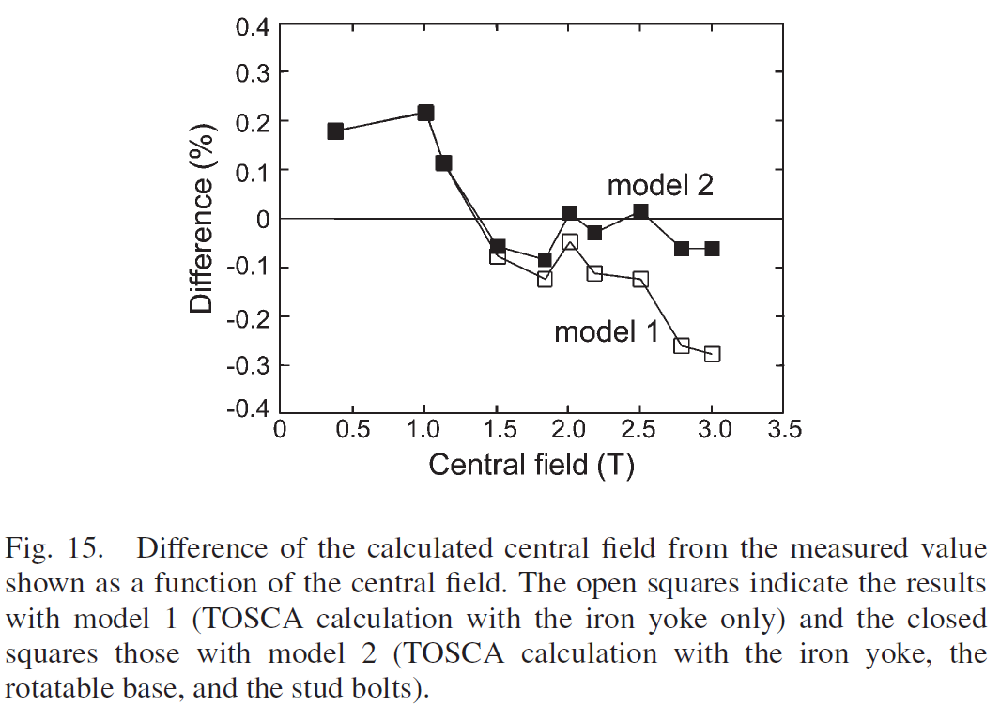 0.4
0.3
0.2
0.1
0
-0.1
-0.2
-0.3
-0.4
Difference (%)
model 2
model 1
0 0.5 1.0 1.5 2.0 2.5 3.0 3.5
Central field (T)
Fig. 15. Difference of the calculated central field from the measured value
shown as a function of the central field. The open squares indicate the results
with model 1 (TOSCA calculation with the iron yoke only) and the closed
squares those with model 2 (TOSCA calculation with the iron yoke, the
rotatable base, and the stud bolts).